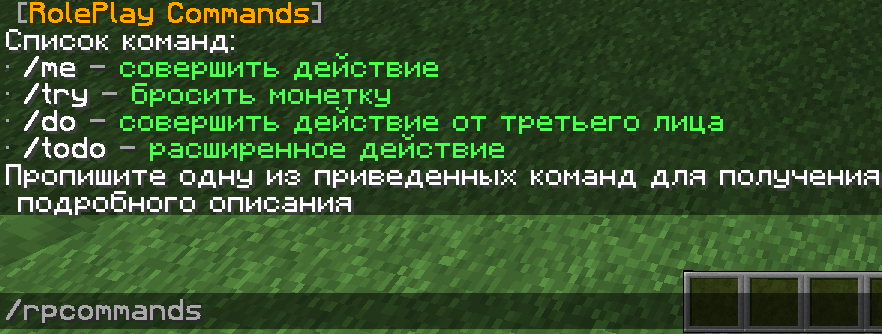 [RolePlay Commands]
Список команд:
· /me – совершить действие
· /try – бросить монетку
· /do – совершить действие от третьего лица
· /todo – расширенное действие
Пропишите одну из приведенных команд для получения
подробного описания
/rpcommands